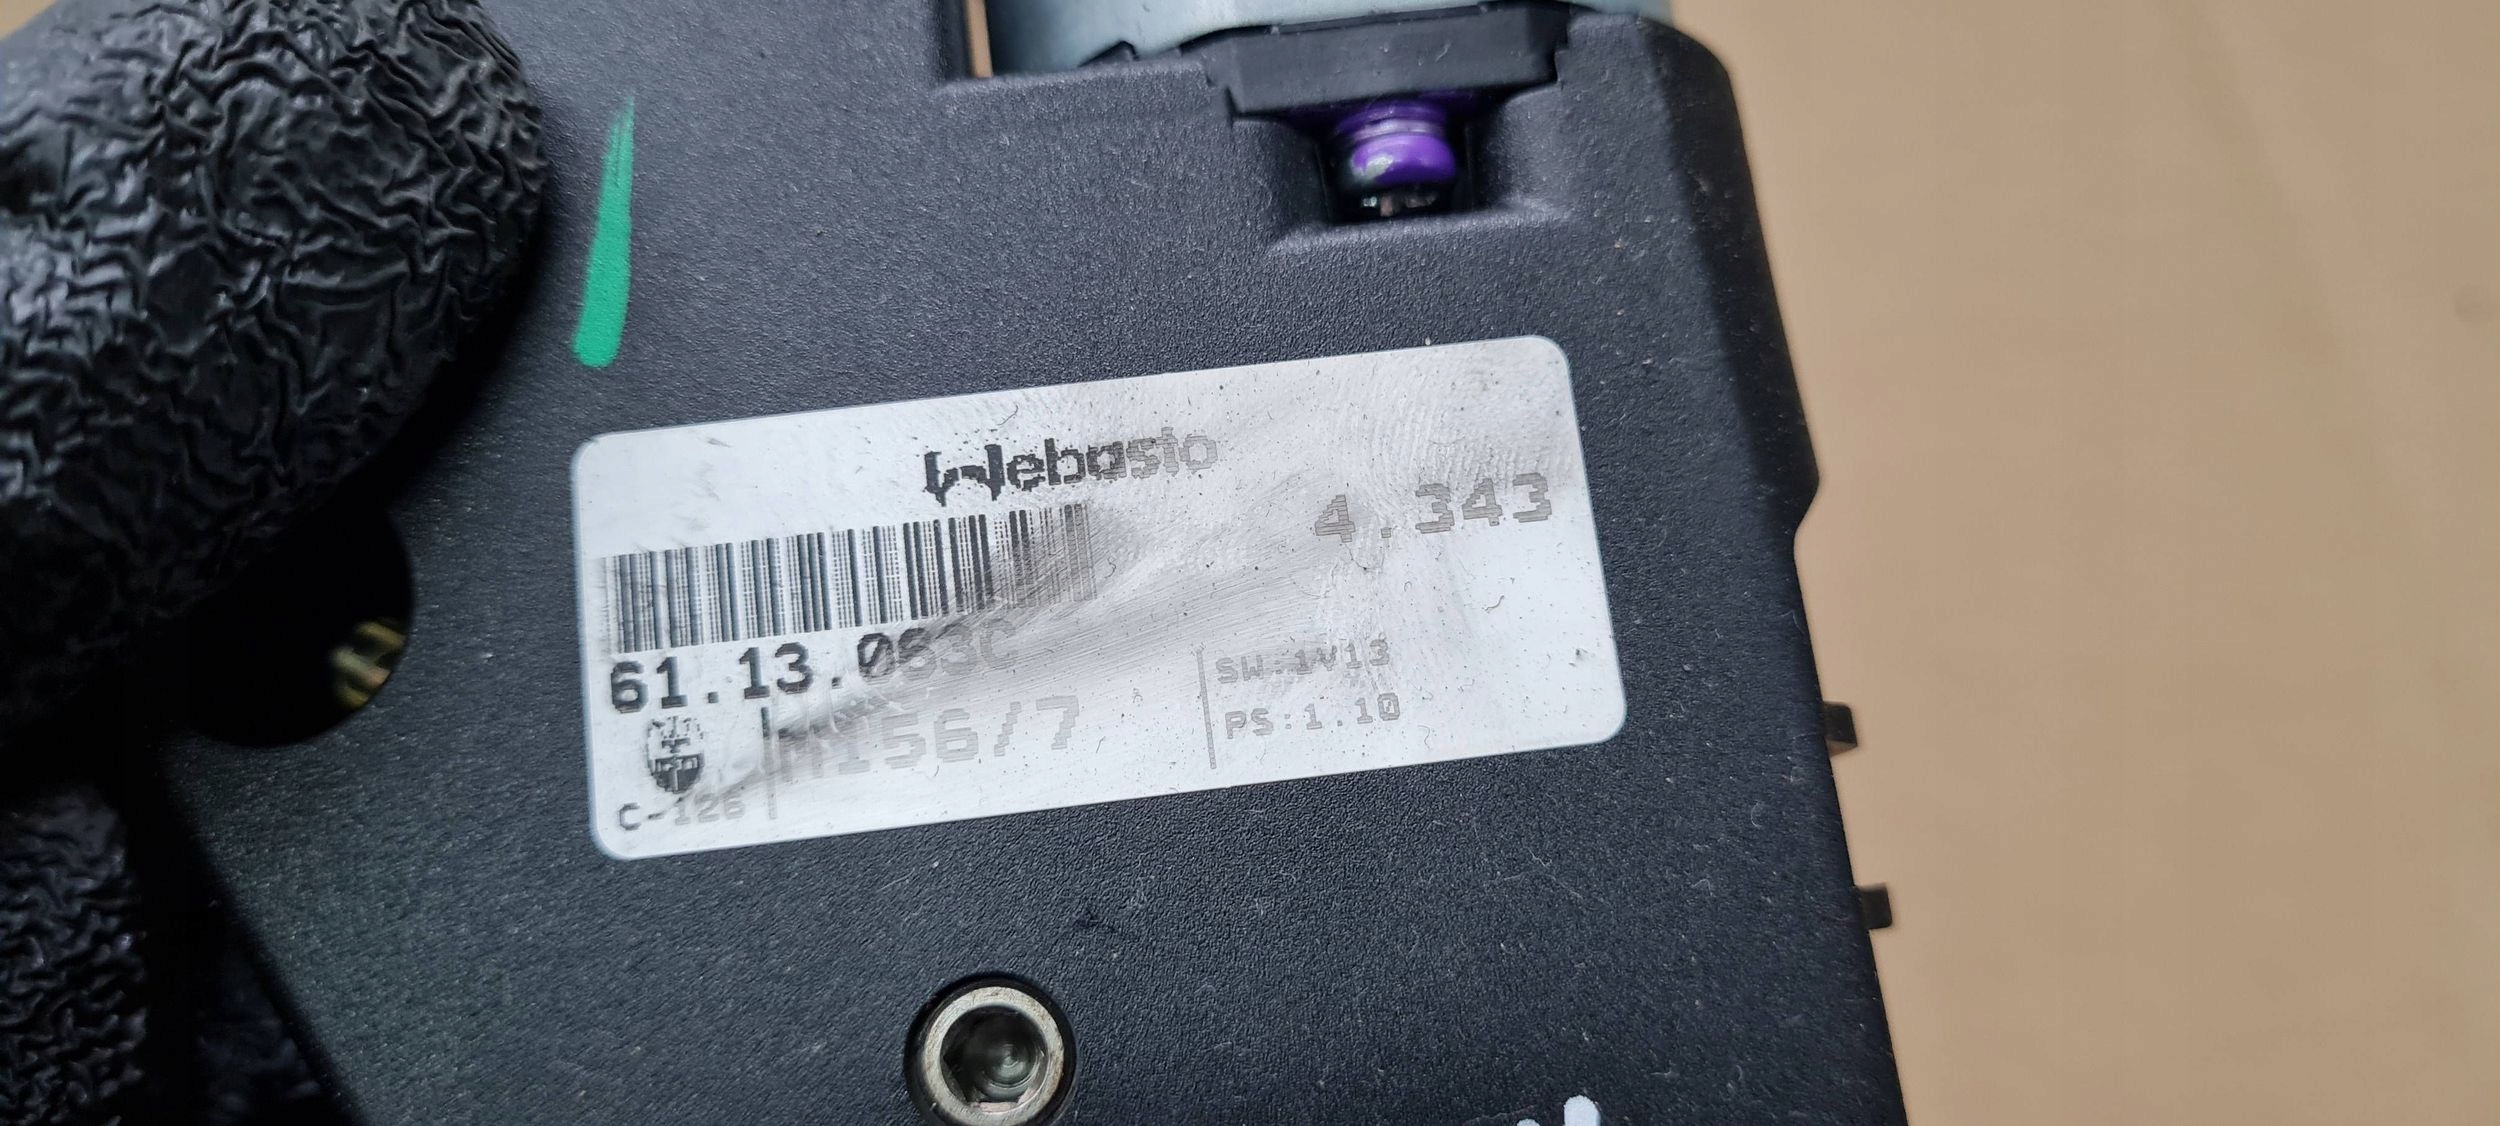 Webasto
4.343
61.13.063C
SW:1V13
M156/7
PS:1.10
C-126